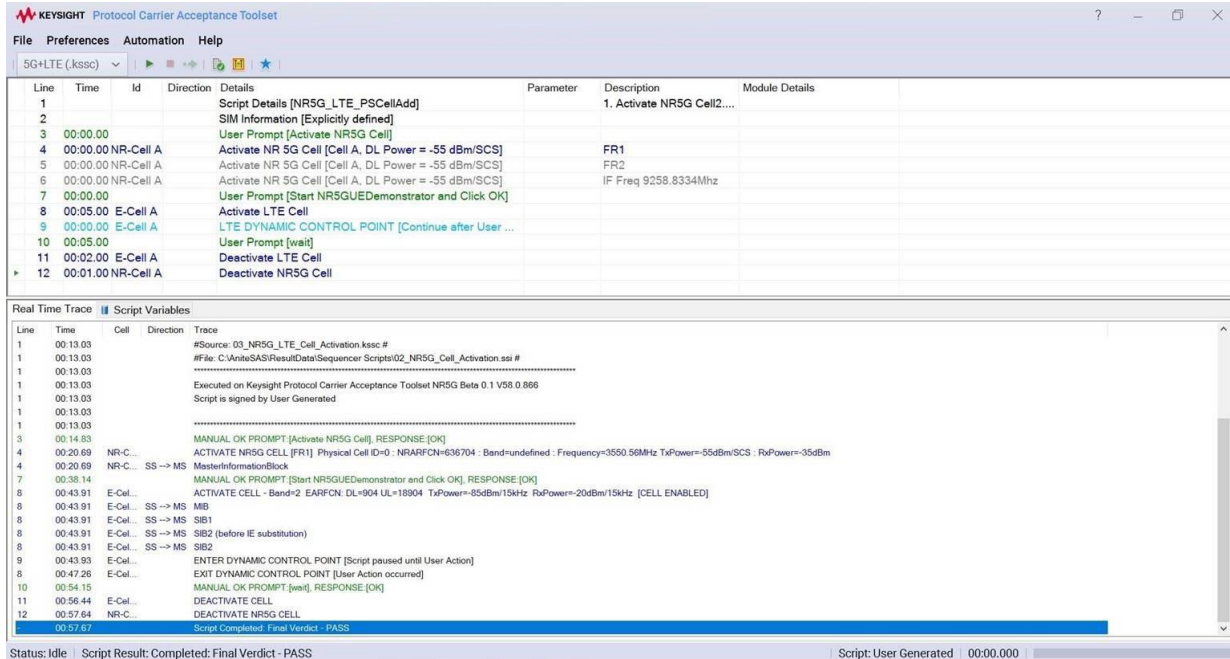 KEYSIGHT Protocol Carrier Acceptance Toolset ?
File Preferences Automation Help
5G+LTE (.kssc)
Line Time Id Direction Details Parameter Description Module Details
1 Script Details [NR5G_LTE_PSCellAdd] 1. Activate NR5G Cell2....
2 SIM Information [Explicitly defined]
3 00:00.00 User Prompt [Activate NR5G Cell]
4 00:00.00 NR-Cell A Activate NR 5G Cell [Cell A, DL Power = -55 dBm/SCS] FR1
5 00:00.00 NR-Cell A Activate NR 5G Cell [Cell A, DL Power = -55 dBm/SCS] FR2
6 00:00.00 NR-Cell A Activate NR 5G Cell [Cell A, DL Power = -55 dBm/SCS] IF Freq 9258.8334Mhz
7 00:00.00 User Prompt [Start NR5GUEDemonstrator and Click OK]
8 00:05.00 E-Cell A Activate LTE Cell
9 00:00.00 E-Cell A LTE DYNAMIC CONTROL POINT [Continue after User ...
10 00:05.00 User Prompt [wait]
11 00:02.00 E-Cell A Deactivate LTE Cell
12 00:01.00 NR-Cell A Deactivate NR5G Cell
Real Time Trace Script Variables
Line Time Cell Direction Trace
1 00:13.03 #Source: 03_NR5G_LTE_Cell_Activation.kssc #
1 00:13.03 #File: C:\AniteSAS\ResultData\Sequencer Scripts\02_NR5G_Cell_Activation.ssi #
1 00:13.03 ****************************************************************************************************
1 00:13.03 Executed on Keysight Protocol Carrier Acceptance Toolset NR5G Beta 0.1 V58.0.866
1 00:13.03 Script is signed by User Generated
1 00:13.03
1 00:13.03 ****************************************************************************************************
3 00:14.83 MANUAL OK PROMPT:[Activate NR5G Cell], RESPONSE:[OK]
4 00:20.69 NR-C... ACTIVATE NR5G CELL [FR1] Physical Cell ID=0 : NRARFCN=636704 : Band=undefined : Frequency=3550.56MHz TxPower=-55dBm/SCS : RxPower=-35dBm
4 00:20.69 NR-C... SS --> MS MasterInformationBlock
7 00:38.14 MANUAL OK PROMPT:[Start NR5GUEDemonstrator and Click OK], RESPONSE:[OK]
8 00:43.91 E-Cel... ACTIVATE CELL - Band=2 EARFCN: DL=904 UL=18904 TxPower=-85dBm/15kHz RxPower=-20dBm/15kHz [CELL ENABLED]
8 00:43.91 E-Cel... SS --> MS MIB
8 00:43.91 E-Cel... SS --> MS SIB1
8 00:43.91 E-Cel... SS --> MS SIB2 (before IE substitution)
8 00:43.91 E-Cel... SS --> MS SIB2
9 00:43.93 E-Cel... ENTER DYNAMIC CONTROL POINT [Script paused until User Action]
8 00:47.26 E-Cel... EXIT DYNAMIC CONTROL POINT [User Action occurred]
10 00:54.15 MANUAL OK PROMPT:[wait], RESPONSE:[OK]
11 00:56.44 E-Cel... DEACTIVATE CELL
12 00:57.64 NR-C... DEACTIVATE NR5G CELL
- 00:57.67 Script Completed: Final Verdict - PASS
Status: Idle Script Result: Completed: Final Verdict - PASS Script: User Generated 00:00.000